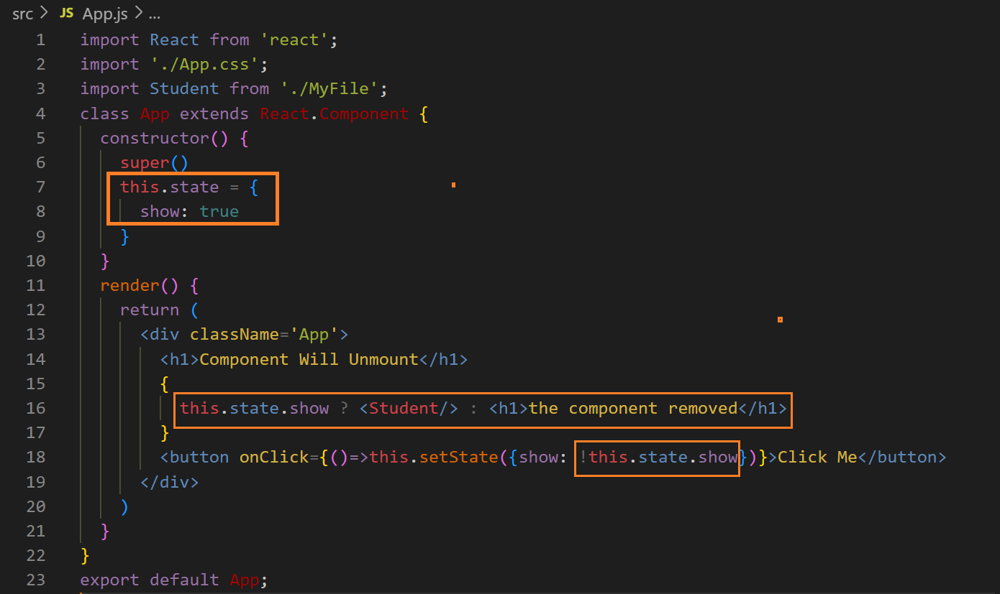 src > JS App.js > ...
1 import React from 'react';
2 import './App.css';
3 import Student from './MyFile';
4 class App extends React.Component {
5   constructor() {
6     super()
7     this.state = {
8       show: true
9     }
10   }
11   render() {
12     return (
13       <div className='App'>
14         <h1>Component Will Unmount</h1>
15         {
16           this.state.show ? <Student/> : <h1>the component removed</h1>
17         }
18         <button onClick={()=>this.setState({show: !this.state.show})}>Click Me</button>
19       </div>
20     )
21   }
22 }
23 export default App;